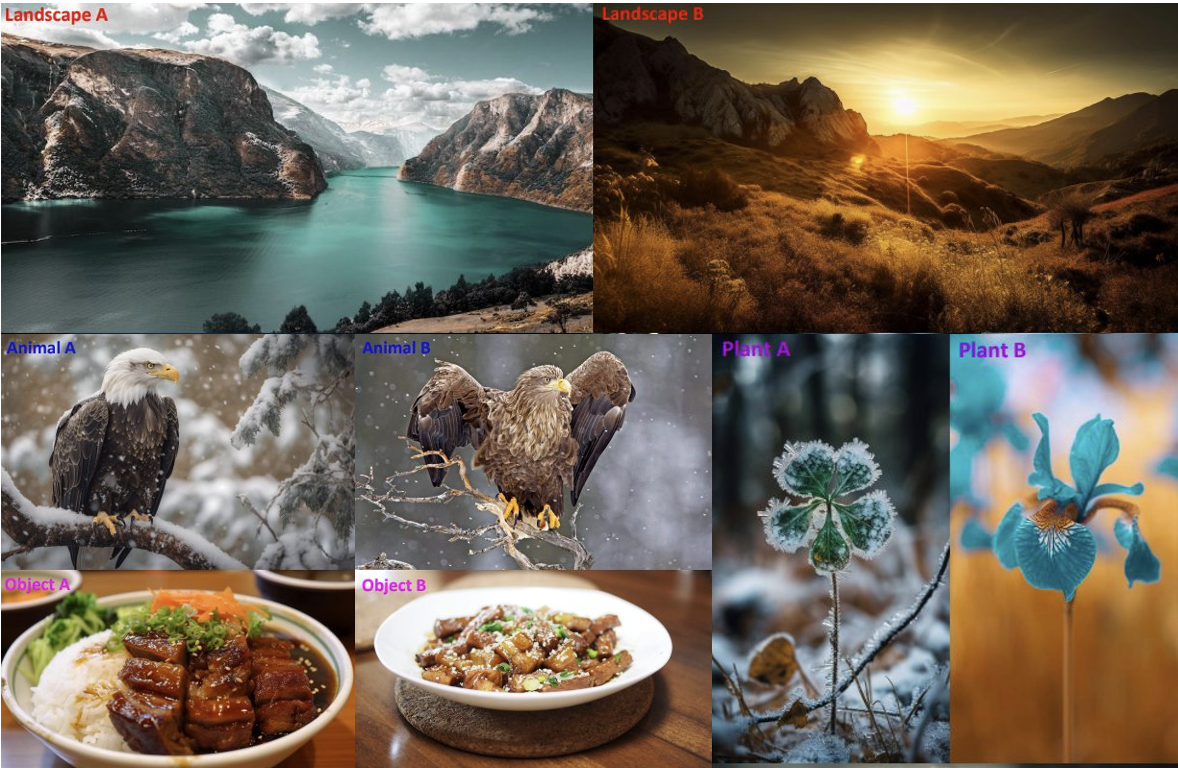 Landscape A
Landscape B
Animal A
Animal B
Plant A
Plant B
Object A
Object B